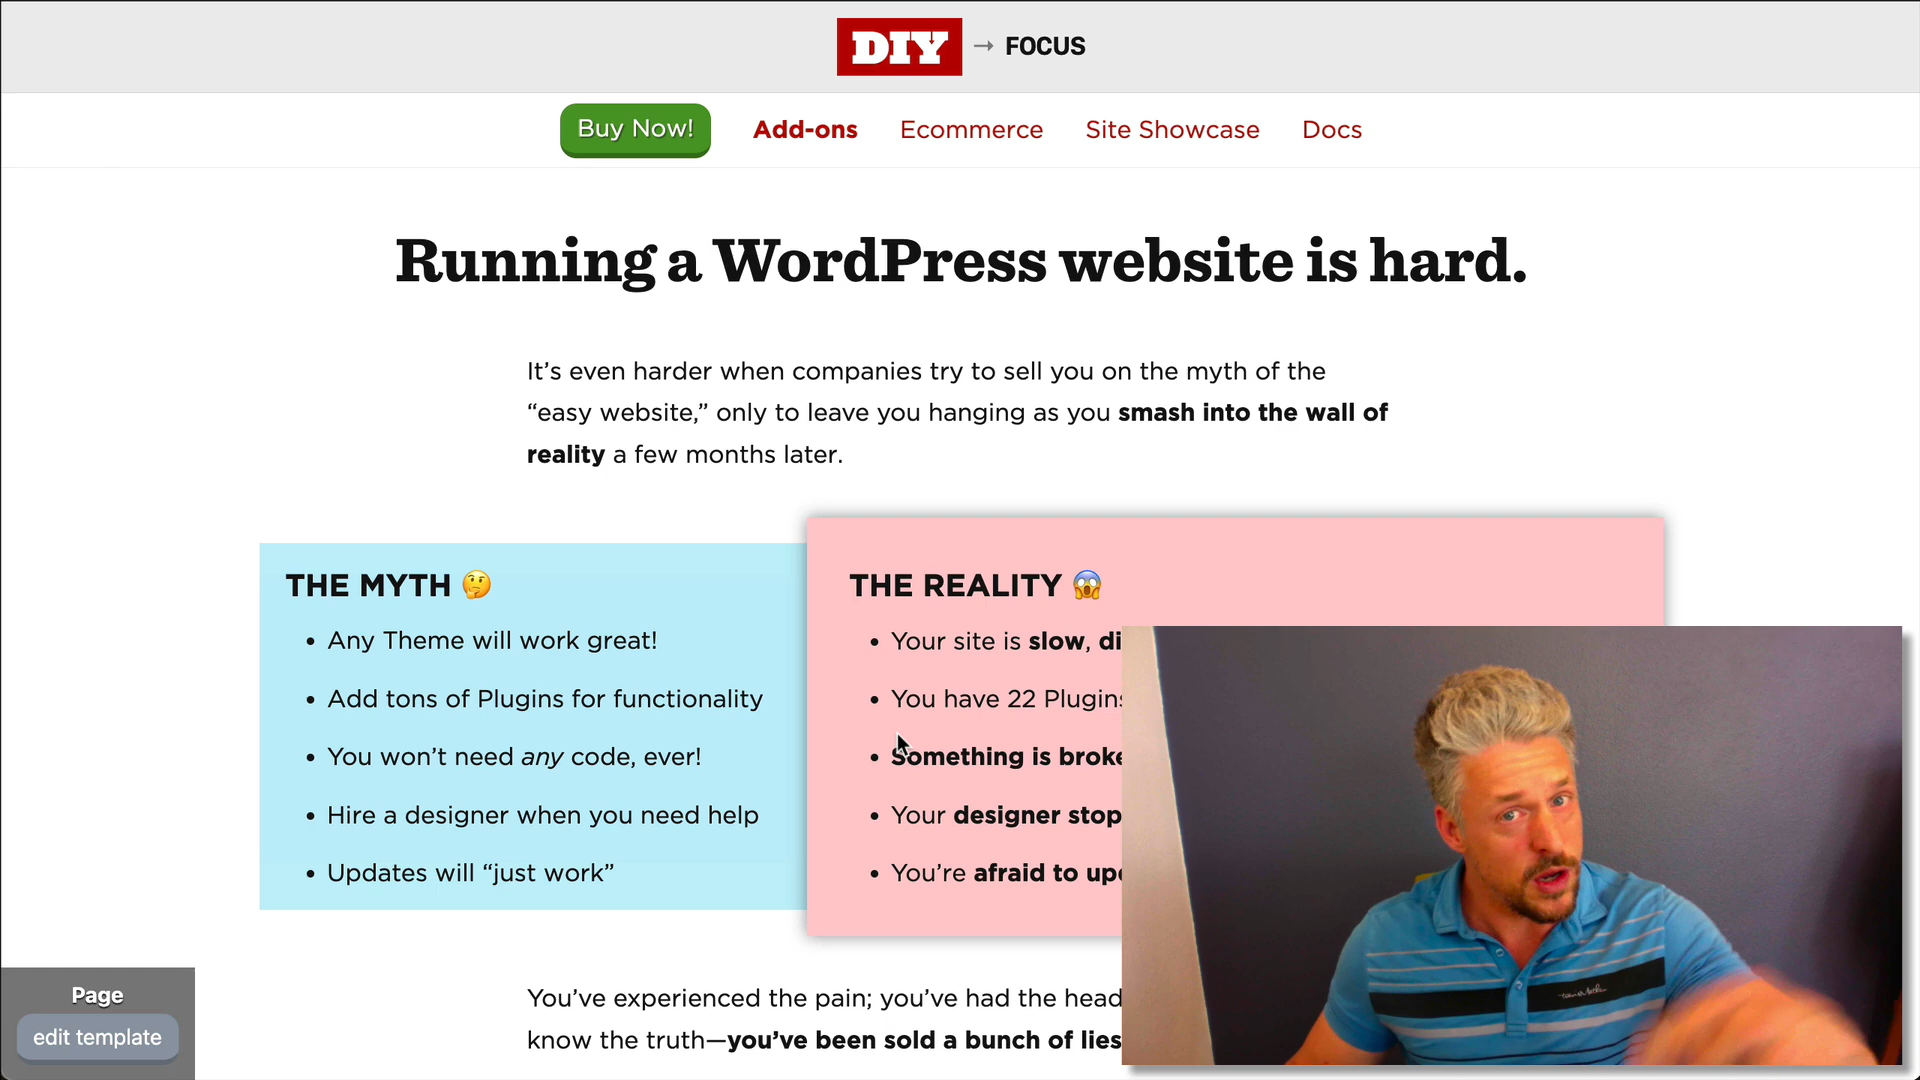 DIY → FOCUS
Buy Now! Add-ons Ecommerce Site Showcase Docs
Running a WordPress website is hard.
It’s even harder when companies try to sell you on the myth of the
“easy website,” only to leave you hanging as you smash into the wall of
reality a few months later.
THE MYTH 🤔
• Any Theme will work great!
• Add tons of Plugins for functionality
• You won’t need any code, ever!
• Hire a designer when you need help
• Updates will “just work”
THE REALITY 😱
• Your site is slow,
• You have 22 Plugins
• Something is broke
• Your designer stop
• You’re afraid to
You’ve experienced the pain; you’ve had the head
know the truth—you’ve been sold a bunch of lies
Page
edit template